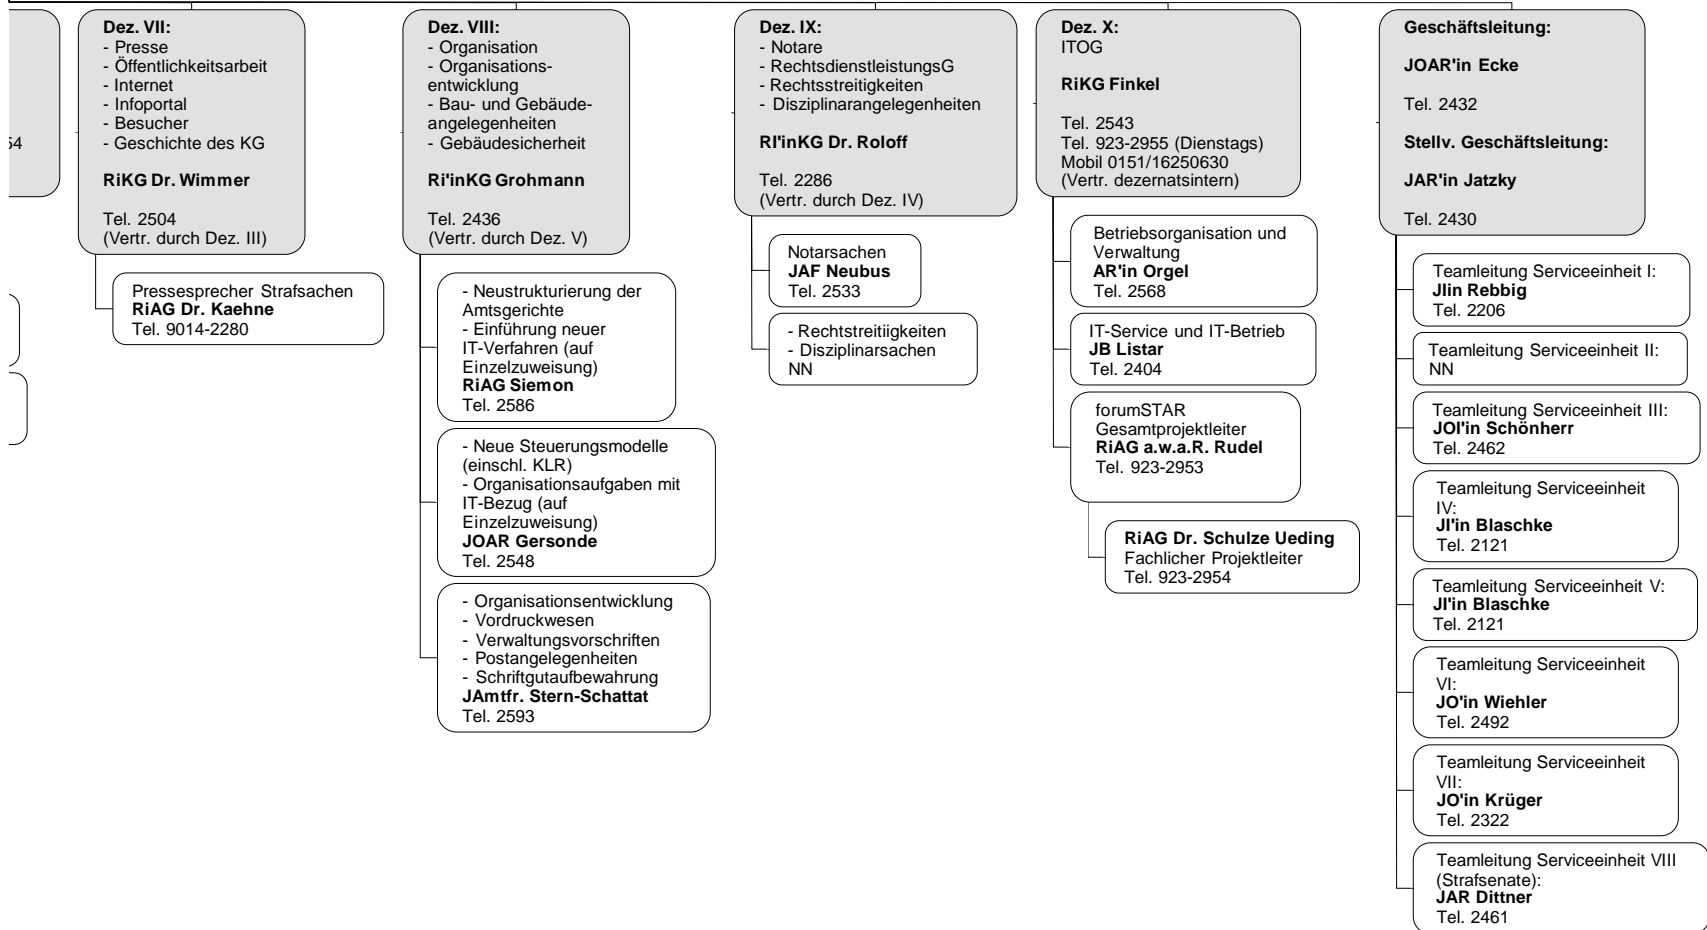 54
Dez. VII:
- Presse
- Öffentlichkeitsarbeit
- Internet
- Infoportal
- Besucher
- Geschichte des KG
RiKG Dr. Wimmer
Tel. 2504
(Vertr. durch Dez. III)
Pressesprecher Strafsachen
RiAG Dr. Kaehne
Tel. 9014-2280
Dez. VIII:
- Organisation
- Organisations-
entwicklung
- Bau- und Gebäude-
angelegenheiten
- Gebäudesicherheit
Ri'inKG Grohmann
Tel. 2436
(Vertr. durch Dez. V)
- Neustrukturierung der
Amtsgerichte
- Einführung neuer
IT-Verfahren (auf
Einzelzuweisung)
RiAG Siemon
Tel. 2586
- Neue Steuerungsmodelle
(einschl. KLR)
- Organisationsaufgaben mit
IT-Bezug (auf
Einzelzuweisung)
JOAR Gersonde
Tel. 2548
- Organisationsentwicklung
- Vordruckwesen
- Verwaltungsvorschriften
- Postangelegenheiten
- Schriftgutaufbewahrung
JAmtfr. Stern-Schattat
Tel. 2593
Dez. IX:
- Notare
- RechtsdienstleistungsG
- Rechtsstreitigkeiten
- Disziplinarangelegenheiten
RI'inKG Dr. Roloff
Tel. 2286
(Vertr. durch Dez. IV)
Notarsachen
JAF Neubus
Tel. 2533
- Rechtstreitiigkeiten
- Disziplinarsachen
NN
Dez. X:
ITOG
RiKG Finkel
Tel. 2543
Tel. 923-2955 (Dienstags)
Mobil 0151/16250630
(Vertr. dezernatsintern)
Betriebsorganisation und
Verwaltung
AR'in Orgel
Tel. 2568
IT-Service und IT-Betrieb
JB Listar
Tel. 2404
forumSTAR
Gesamtprojektleiter
RiAG a.w.a.R. Rudel
Tel. 923-2953
RiAG Dr. Schulze Ueding
Fachlicher Projektleiter
Tel. 923-2954
Geschäftsleitung:
JOAR'in Ecke
Tel. 2432
Stellv. Geschäftsleitung:
JAR'in Jatzky
Tel. 2430
Teamleitung Serviceeinheit I:
JIin Rebbig
Tel. 2206
Teamleitung Serviceeinheit II:
NN
Teamleitung Serviceeinheit III:
JOI'in Schönherr
Tel. 2462
Teamleitung Serviceeinheit
IV:
JI'in Blaschke
Tel. 2121
Teamleitung Serviceeinheit V:
JI'in Blaschke
Tel. 2121
Teamleitung Serviceeinheit
VI:
JO'in Wiehler
Tel. 2492
Teamleitung Serviceeinheit
VII:
JO'in Krüger
Tel. 2322
Teamleitung Serviceeinheit VIII
(Strafsenate):
JAR Dittner
Tel. 2461